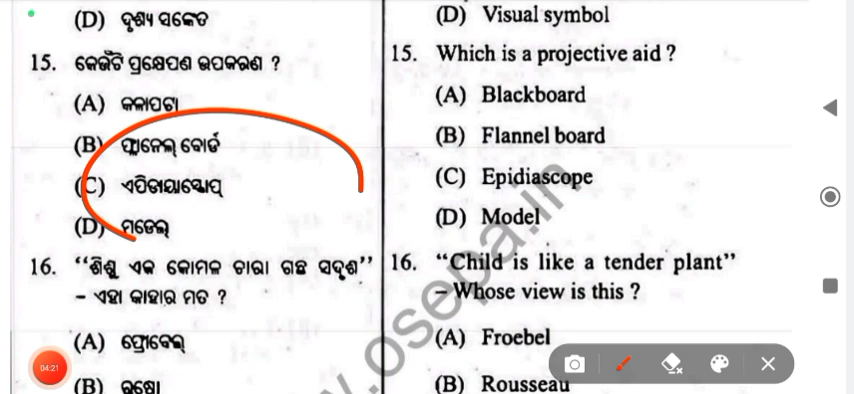 (D) ଦୃଶ୍ୟ ସଙ୍କେତ
15. କେଉଁଟି ପ୍ରକ୍ଷେପଣ ଉପକରଣ ?
(A) କଳାପଟା
(B) ଫ୍ଲାନେଲ୍ ବୋର୍ଡ
(C) ଏପିଡାୟାସ୍କୋପ୍
(D) ମଡେଲ୍
16. ‘‘ଶିଶୁ ଏକ କୋମଳ ଚାରା ଗଛ ସଦୃଶ’’
– ଏହା କାହାର ମତ ?
(A) ଫ୍ରୋବେଲ୍
(B) ରୁଷୋ
(D) Visual symbol
15. Which is a projective aid ?
(A) Blackboard
(B) Flannel board
(C) Epidiascope
(D) Model
16. “Child is like a tender plant”
– Whose view is this ?
(A) Froebel
(B) Rousseau
.osepa.in
04:21